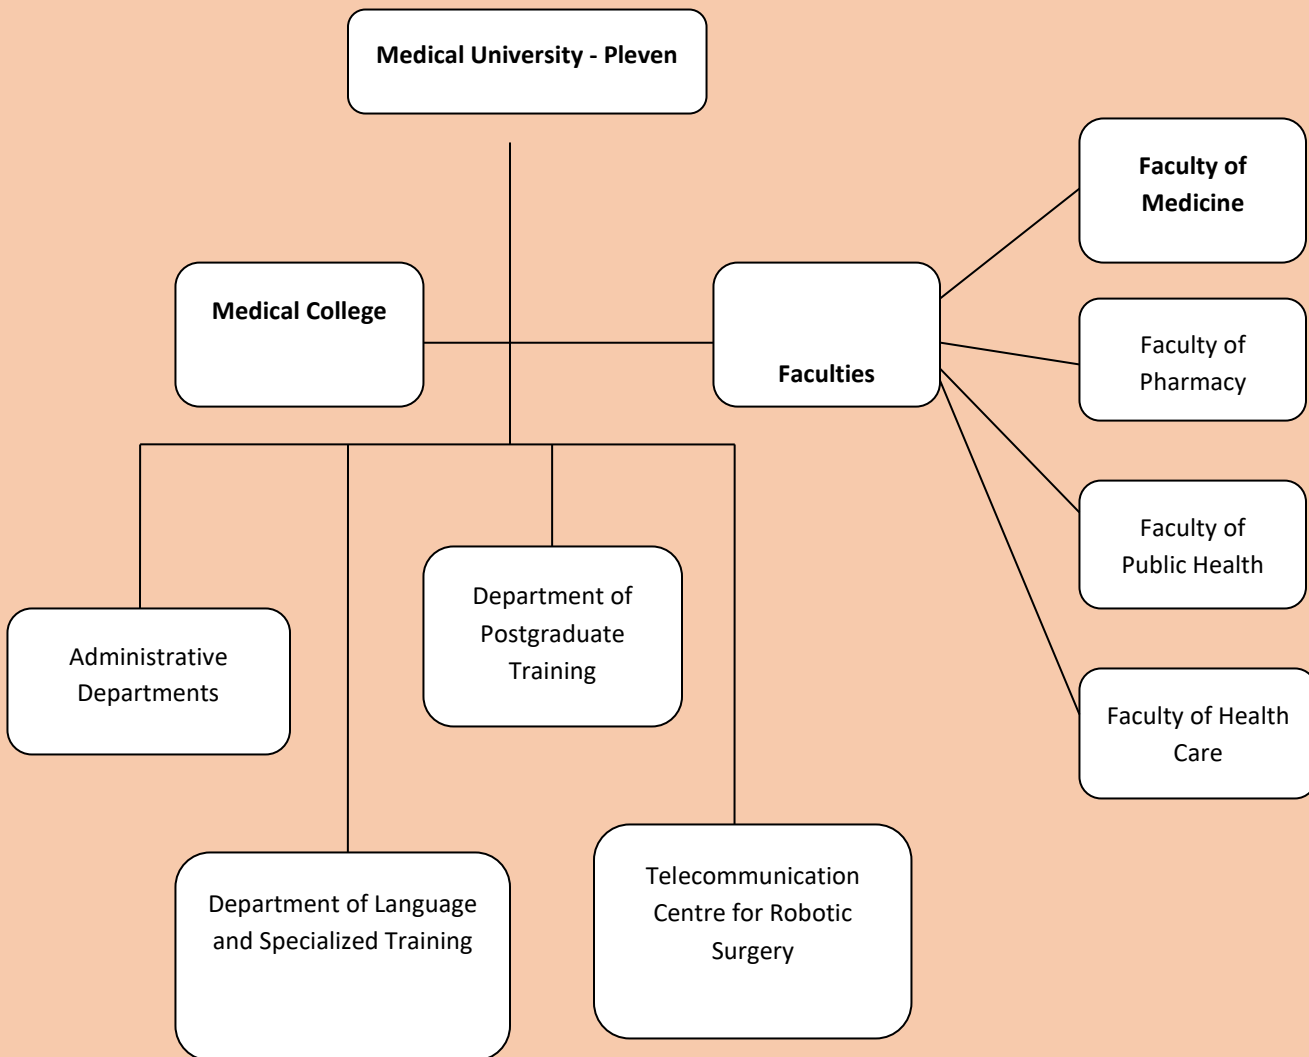 Medical University - Pleven
Faculty of
Medicine
Medical College
Faculties
Faculty of
Pharmacy
Faculty of
Public Health
Department of
Postgraduate
Training
Administrative
Departments
Faculty of Health
Care
Telecommunication
Centre for Robotic
Surgery
Department of Language
and Specialized Training